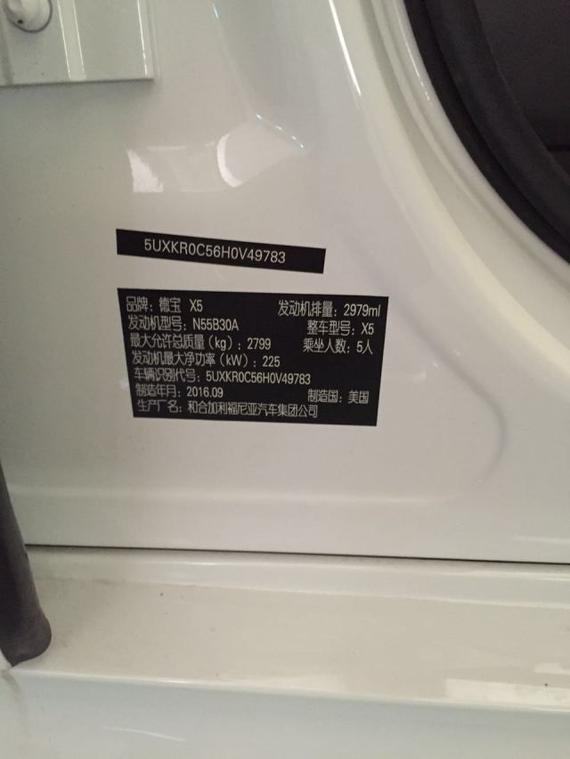 5UXKR0C56H0V49783
品牌：德宝 X5 发动机排量：2979ml
发动机型号：N55B30A 整车型号：X5
最大允许总质量（kg）：2799 乘坐人数：5人
发动机最大净功率（kW）：225
车辆识别代号：5UXKR0C56H0V49783
制造年月：2016.09 制造国：美国
生产厂名：和合加利福尼亚汽车集团公司